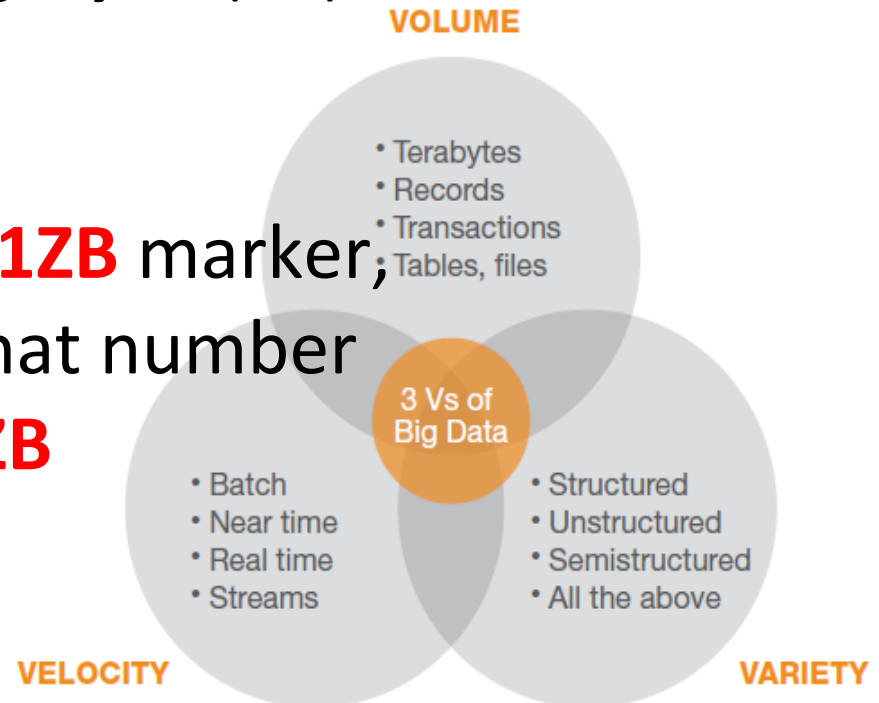 VOLUME
• Terabytes
• Records
• Transactions
• Tables, files
1ZB marker,
number
3 Vs of
Big Data
• Batch
• Near time
• Real time
• Streams
• Structured
• Unstructured
• Semistructured
• All the above
VELOCITY
VARIETY